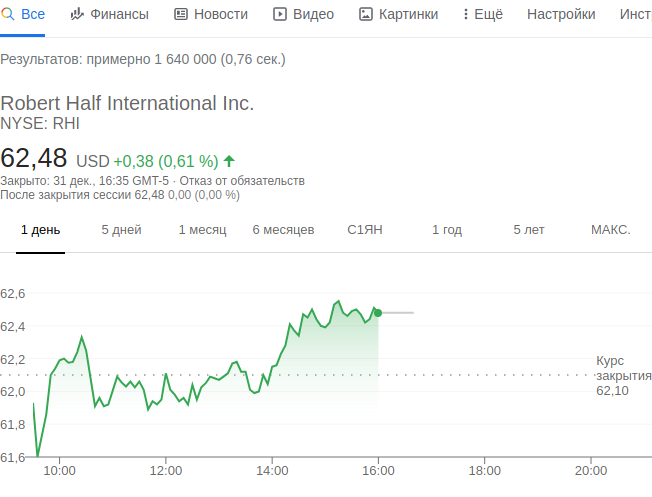 Все Финансы Новости Видео Картинки Ещё Настройки Инст
Результатов: примерно 1 640 000 (0,76 сек.)
Robert Half International Inc.
NYSE: RHI
62,48 USD +0,38 (0,61 %)
Закрыто: 31 дек., 16:35 GMT-5 · Отказ от обязательств
После закрытия сессии 62,48 0,00 (0,00 %)
1 день 5 дней 1 месяц 6 месяцев С1ЯН 1 год 5 лет МАКС.
62,6
62,4
62,2
62,0
61,8
61,6
Курс
закрытия
62,10
10:00 12:00 14:00 16:00 18:00 20:00